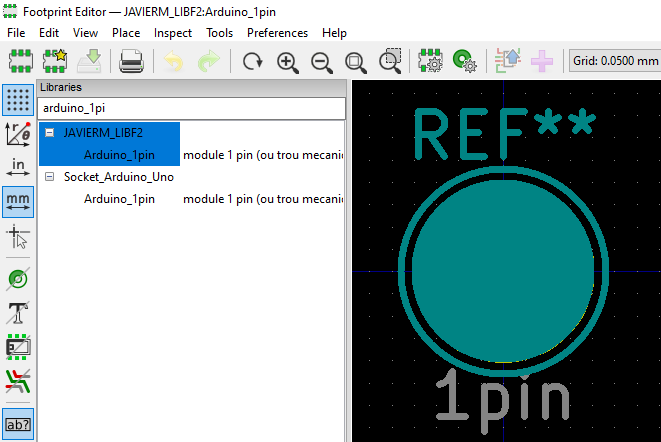 Footprint Editor — JAVIERM_LIBF2:Arduino_1pin
File Edit View Place Inspect Tools Preferences Help
Grid: 0.0500 mm
Libraries
arduino_1pi
JAVIERM_LIBF2
Arduino_1pin module 1 pin (ou trou mecani
Socket_Arduino_Uno
Arduino_1pin module 1 pin (ou trou mecani
in
mm
ab?
REF**
1pin